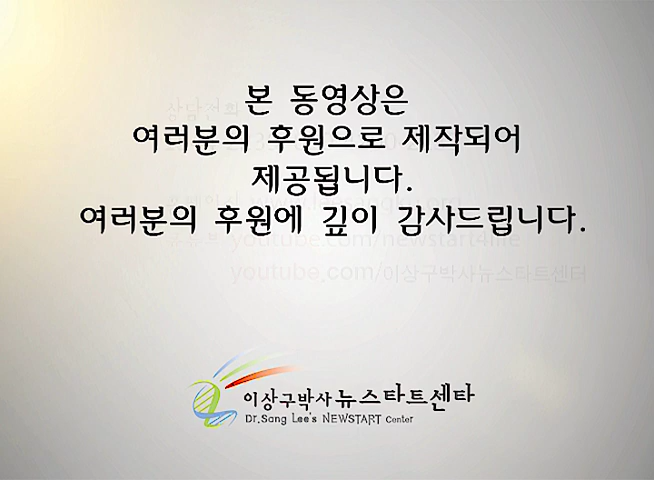 본 동영상은
여러분의 후원으로 제작되어
제공됩니다.
여러분의 후원에 깊이 감사드립니다.
youtube.com/newstart4life
youtube.com/이상구박사뉴스타트센터
이상구박사 뉴스타트센타
Dr.Sang Lee's NEWSTART Center